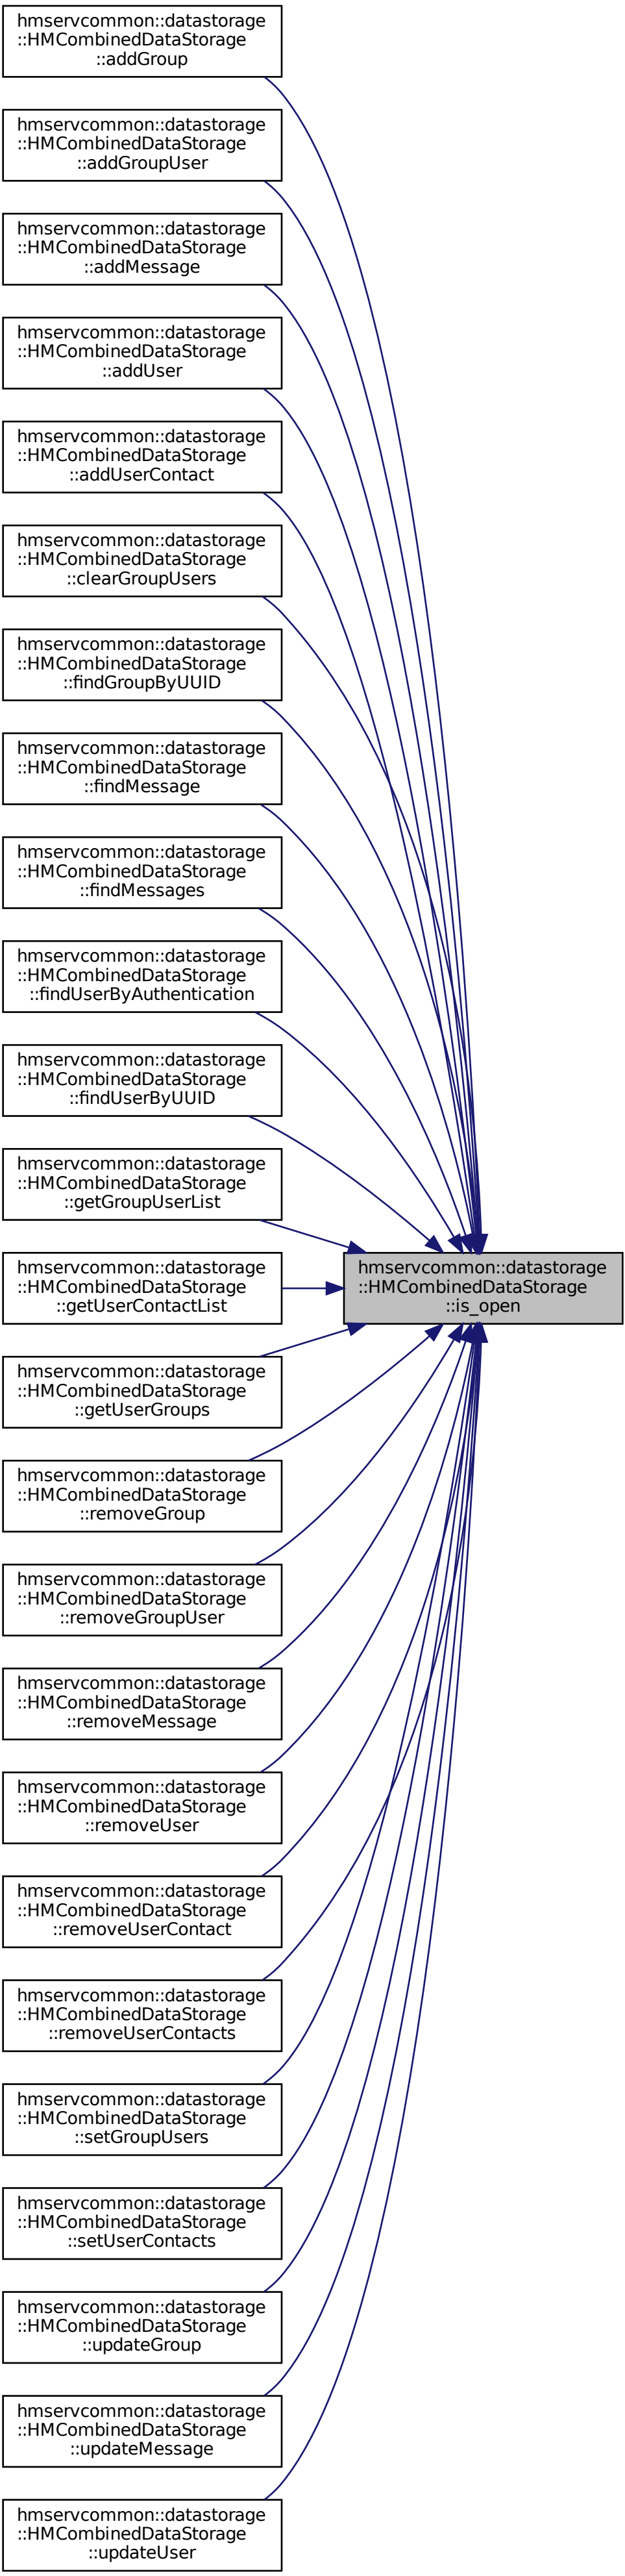 hmservcommon::datastorage
::HMCombinedDataStorage
::addGroup
hmservcommon::datastorage
::HMCombinedDataStorage
::addGroupUser
hmservcommon::datastorage
::HMCombinedDataStorage
::addMessage
hmservcommon::datastorage
::HMCombinedDataStorage
::addUser
hmservcommon::datastorage
::HMCombinedDataStorage
::addUserContact
hmservcommon::datastorage
::HMCombinedDataStorage
::clearGroupUsers
hmservcommon::datastorage
::HMCombinedDataStorage
::findGroupByUUID
hmservcommon::datastorage
::HMCombinedDataStorage
::findMessage
hmservcommon::datastorage
::HMCombinedDataStorage
::findMessages
hmservcommon::datastorage
::HMCombinedDataStorage
::findUserByAuthentication
hmservcommon::datastorage
::HMCombinedDataStorage
::findUserByUUID
hmservcommon::datastorage
::HMCombinedDataStorage
::getGroupUserList
hmservcommon::datastorage
::HMCombinedDataStorage
::getUserContactList
hmservcommon::datastorage
::HMCombinedDataStorage
::is_open
hmservcommon::datastorage
::HMCombinedDataStorage
::getUserGroups
hmservcommon::datastorage
::HMCombinedDataStorage
::removeGroup
hmservcommon::datastorage
::HMCombinedDataStorage
::removeGroupUser
hmservcommon::datastorage
::HMCombinedDataStorage
::removeMessage
hmservcommon::datastorage
::HMCombinedDataStorage
::removeUser
hmservcommon::datastorage
::HMCombinedDataStorage
::removeUserContact
hmservcommon::datastorage
::HMCombinedDataStorage
::removeUserContacts
hmservcommon::datastorage
::HMCombinedDataStorage
::setGroupUsers
hmservcommon::datastorage
::HMCombinedDataStorage
::setUserContacts
hmservcommon::datastorage
::HMCombinedDataStorage
::updateGroup
hmservcommon::datastorage
::HMCombinedDataStorage
::updateMessage
hmservcommon::datastorage
::HMCombinedDataStorage
::updateUser